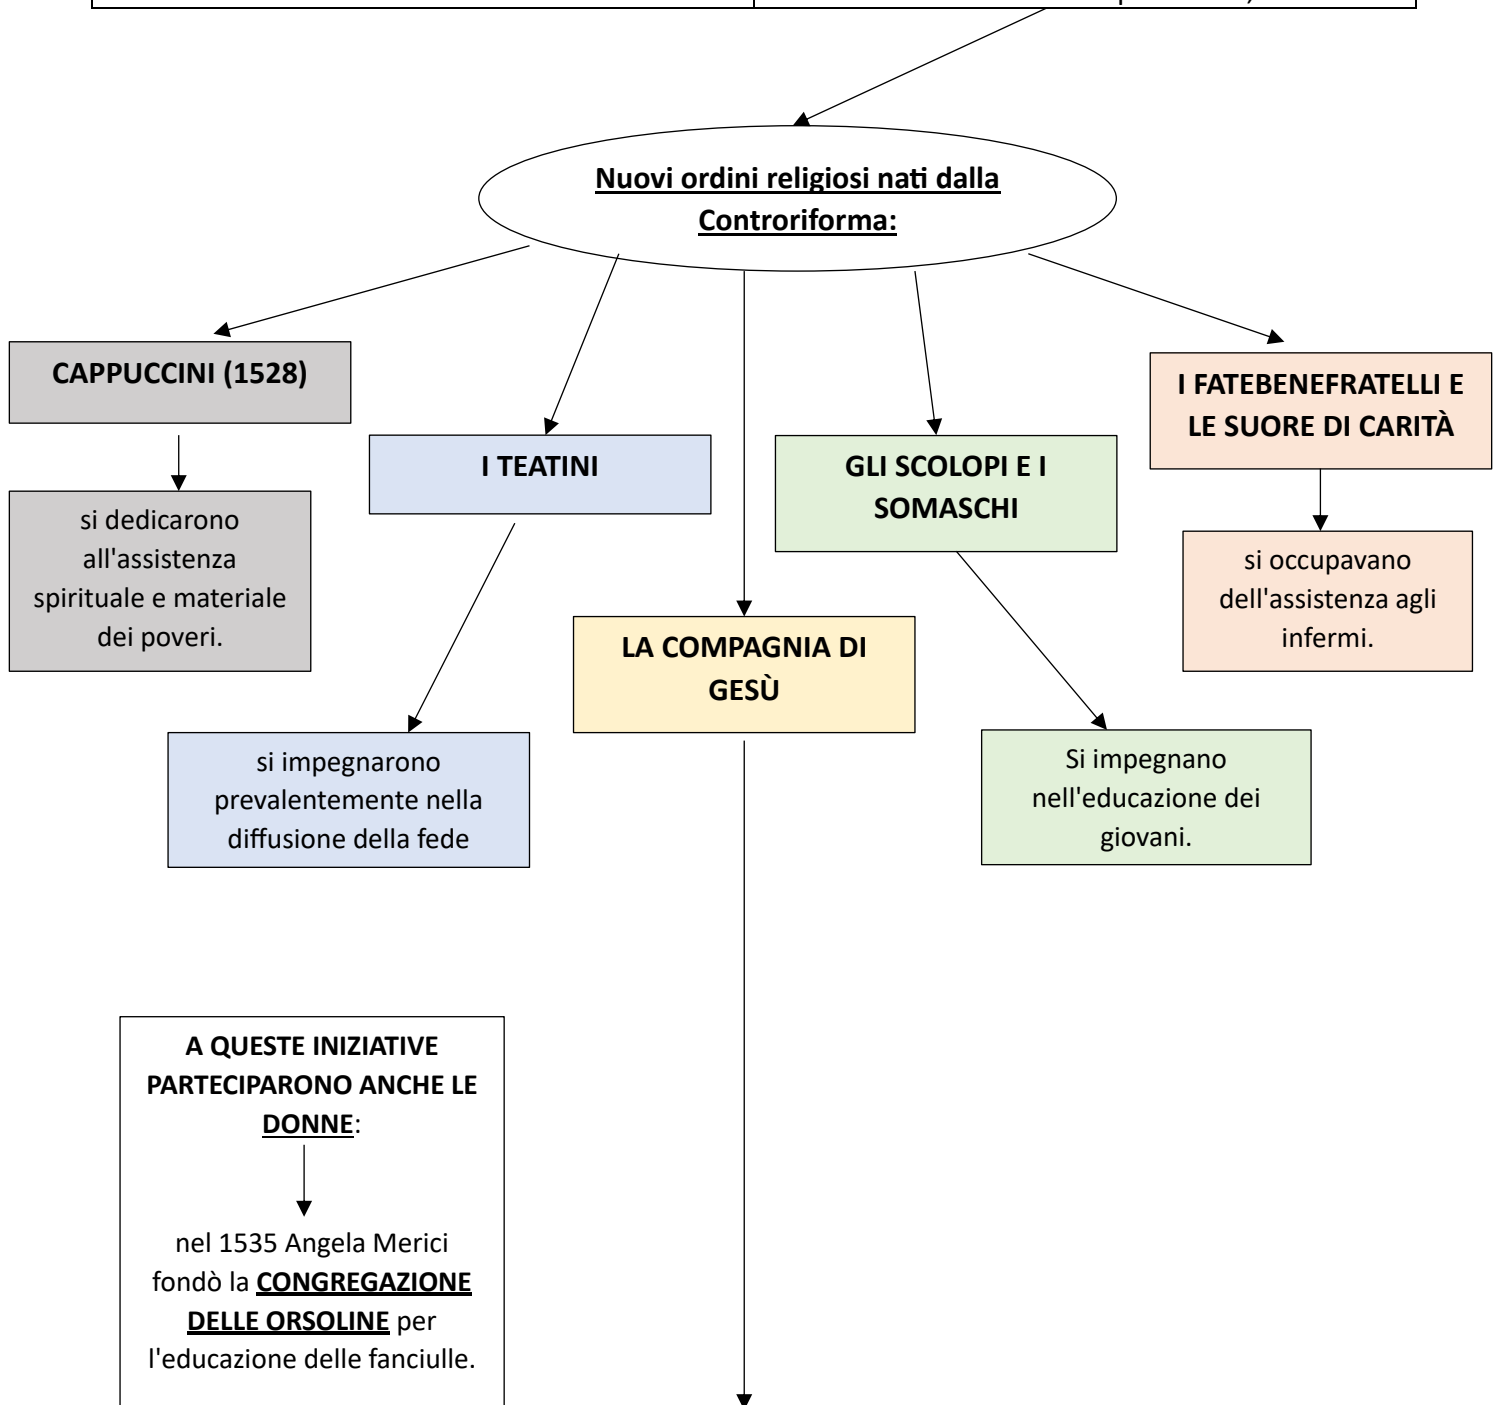 Nuovi ordini religiosi nati dalla
Controriforma:
CAPPUCCINI (1528)
si dedicarono
all'assistenza
spirituale e materiale
dei poveri.
I TEATINI
si impegnarono
prevalentemente nella
diffusione della fede
LA COMPAGNIA DI
GESÙ
GLI SCOLOPI E I
SOMASCHI
Si impegnano
nell'educazione dei
giovani.
I FATEBENEFRATELLI E
LE SUORE DI CARITÀ
si occupavano
dell'assistenza agli
infermi.
A QUESTE INIZIATIVE
PARTECIPARONO ANCHE LE
DONNE:
nel 1535 Angela Merici
fondò la CONGREGAZIONE
DELLE ORSOLINE per
l'educazione delle fanciulle.